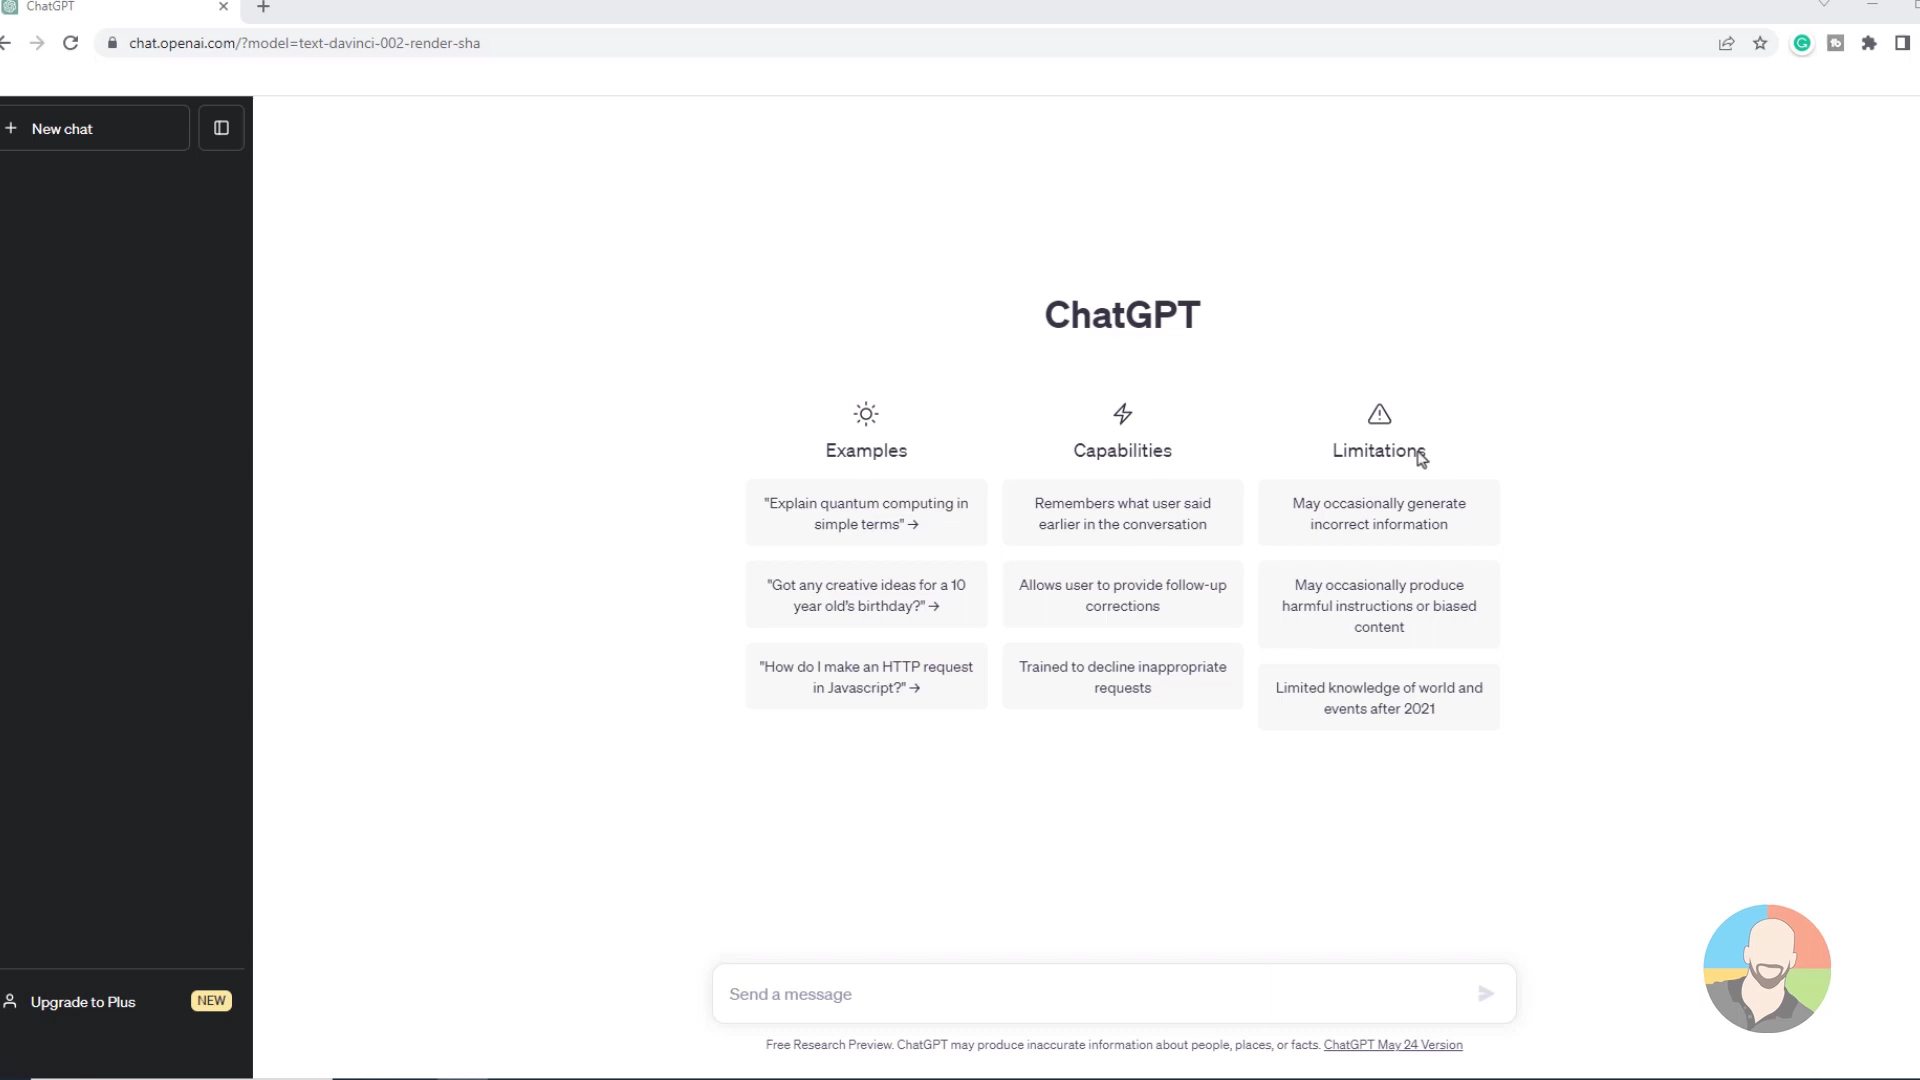 ChatGPT
chat.openai.com/?model=text-davinci-002-render-sha
New chat
ChatGPT
Examples
"Explain quantum computing in
simple terms" →
"Got any creative ideas for a 10
year old's birthday?" →
"How do I make an HTTP request
in Javascript?" →
Capabilities
Remembers what user said
earlier in the conversation
Allows user to provide follow-up
corrections
Trained to decline inappropriate
requests
Limitations
May occasionally generate
incorrect information
May occasionally produce
harmful instructions or biased
content
Limited knowledge of world and
events after 2021
Upgrade to Plus NEW
Send a message
Free Research Preview. ChatGPT may produce inaccurate information about people, places, or facts. ChatGPT May 24 Version